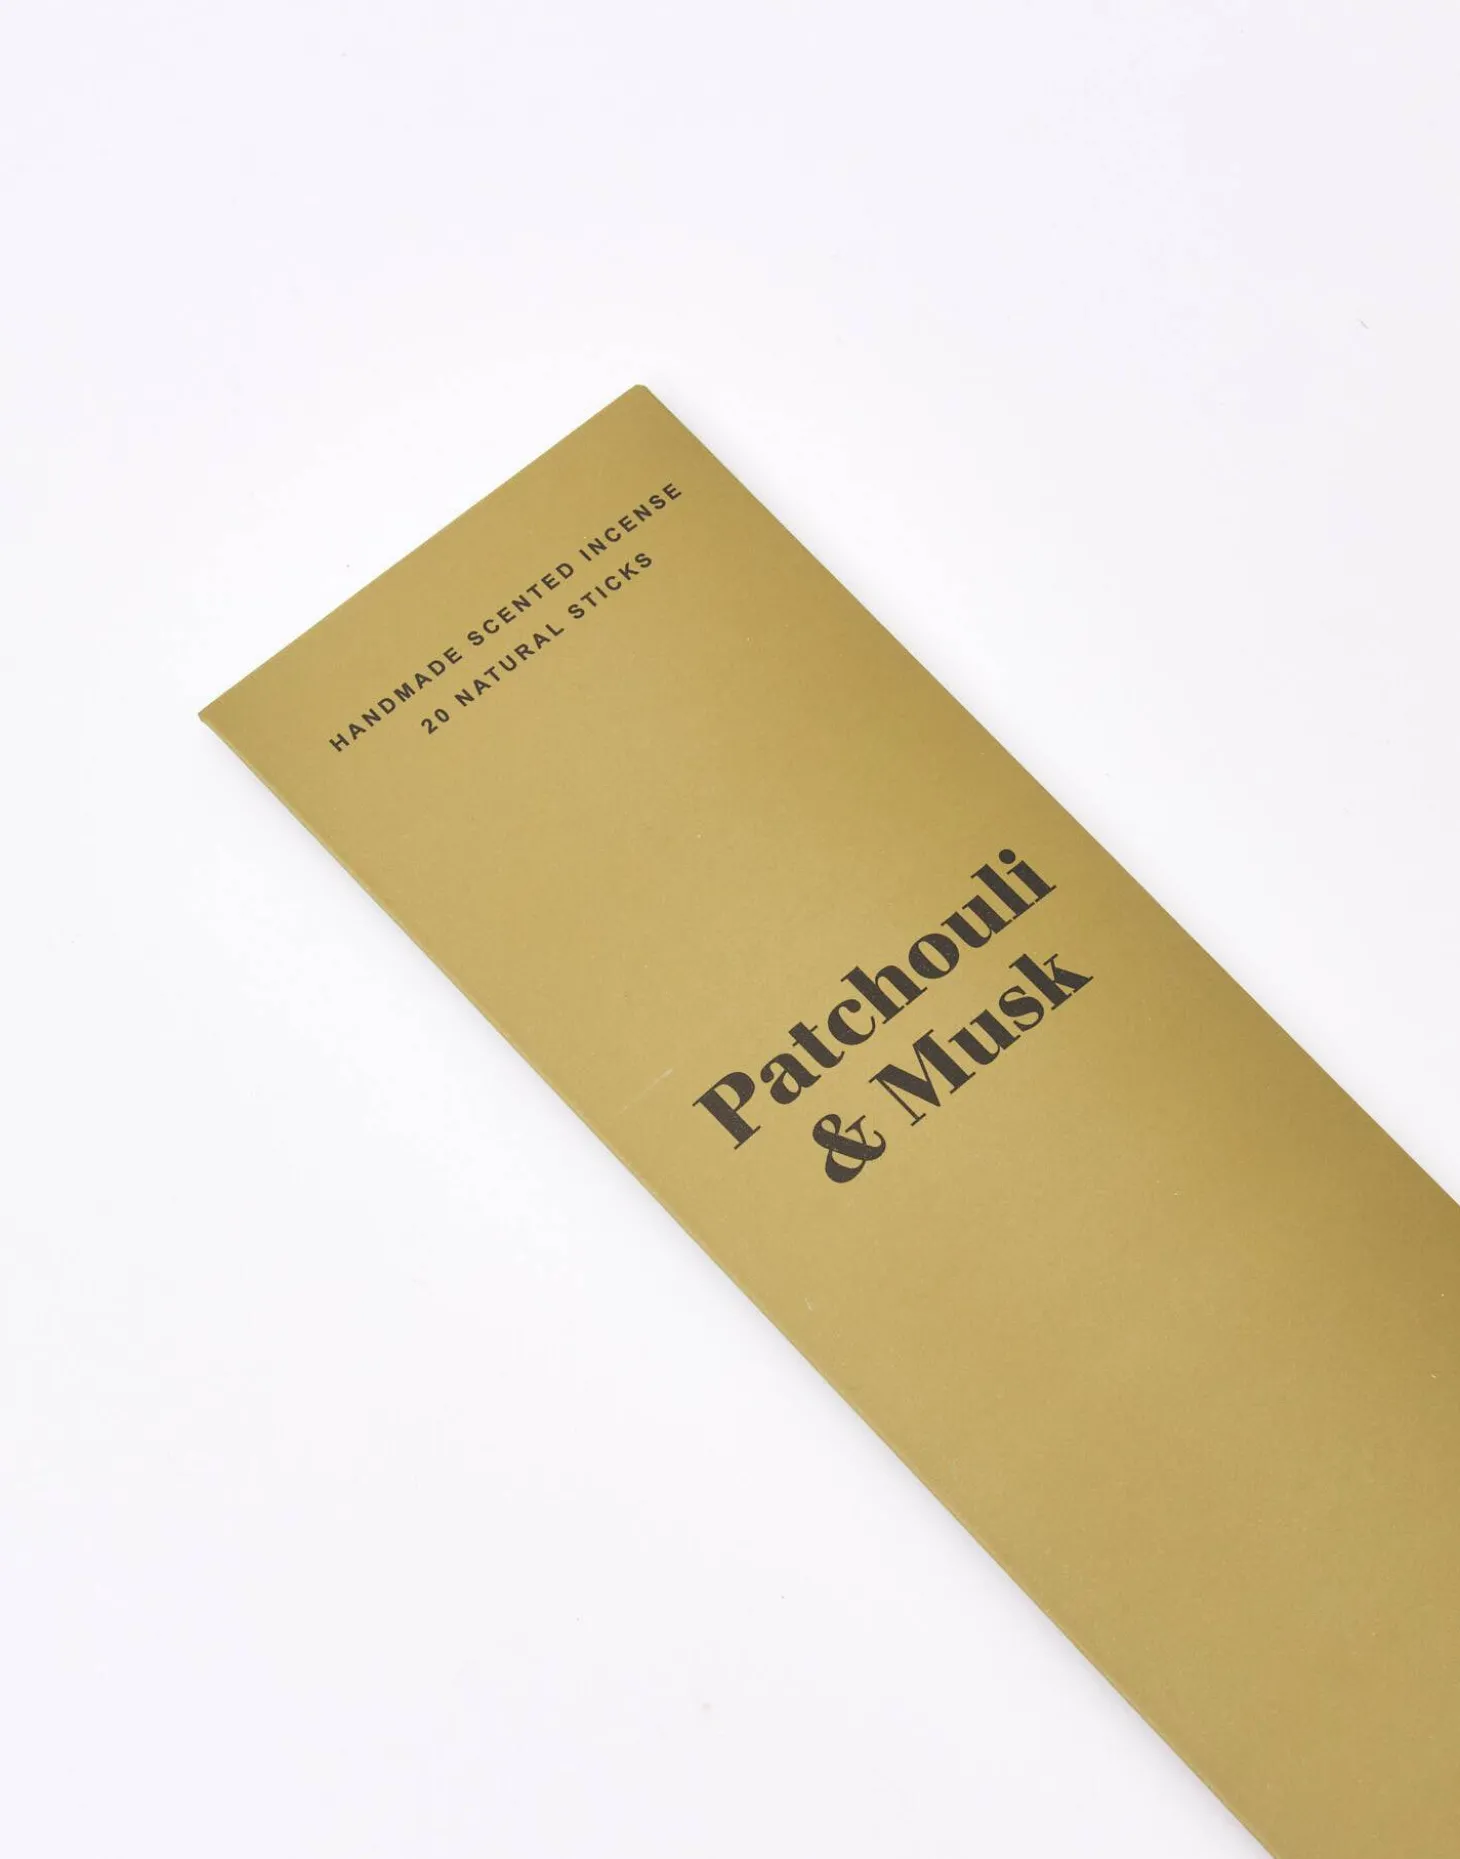 HANDMADE SCENTED INCENSE
20 NATURAL STICKS
Patchouli
& Musk